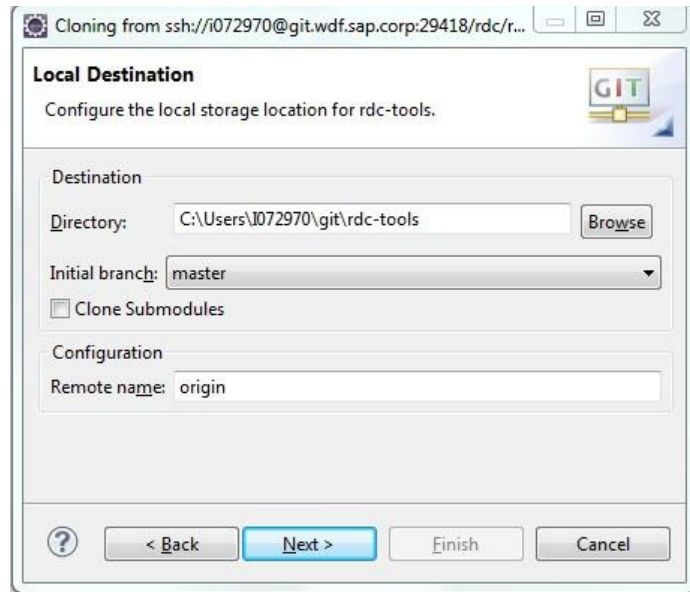 Cloning from ssh://i072970@git.wdf.sap.corp:29418/rdc/r...
Local Destination
GIT
Configure the local storage location for rdc-tools.
Destination
Directory: C:\Users\I072970\git\rdc-tools Browse
Initial branch: master
Clone Submodules
Configuration
Remote name: origin
? < Back Next > Finish Cancel